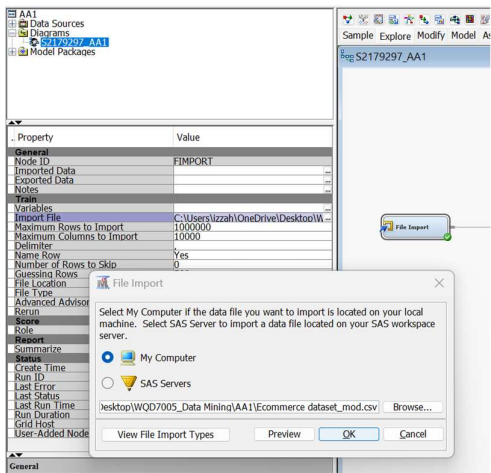 AA1
Data Sources
Diagrams
S2179297_AA1
Model Packages
Sample Explore Modify Model
S2179297_AA1
.. Property Value
General
Node ID FIMPORT
Imported Data ...
Exported Data ...
Notes ...
Train
Variables ...
Import File C:\Users\izzah\OneDrive\Desktop\W ...
Maximum Rows to Import 1000000
Maximum Columns to Import 10000
Delimiter ,
Name Row Yes
Number of Rows to Skip 0
Guessing Rows
File Location
File Type
Advanced Advisor
Rerun
Score
Role
Report
Summarize
Status
Create Time
Run ID
Last Error
Last Status
Last Run Time
Run Duration
Grid Host
User-Added Node
General
File Import
File Import
Select My Computer if the data file you want to import is located on your local
machine. Select SAS Server to import a data file located on your SAS workspace
server.
My Computer
SAS Servers
esktop\WQD7005_Data Mining\AA1\Ecommerce dataset_mod.csv Browse...
View File Import Types Preview OK Cancel